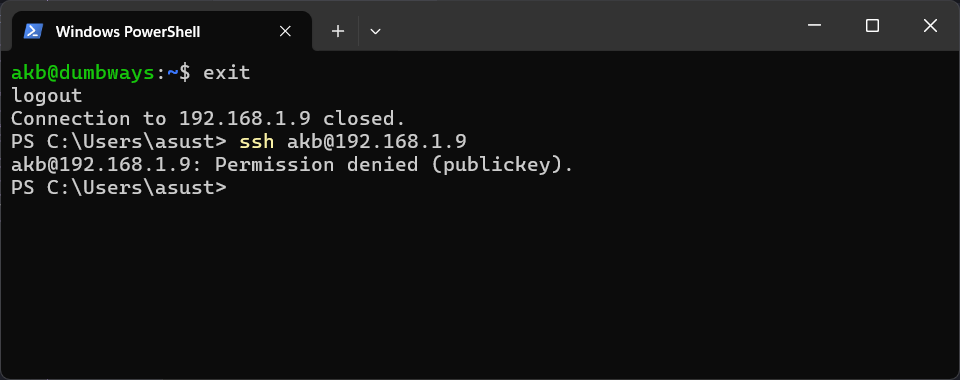 Windows PowerShell
akb@dumbways:~$ exit
logout
Connection to 192.168.1.9 closed.
PS C:\Users\asust> ssh akb@192.168.1.9
akb@192.168.1.9: Permission denied (publickey).
PS C:\Users\asust>